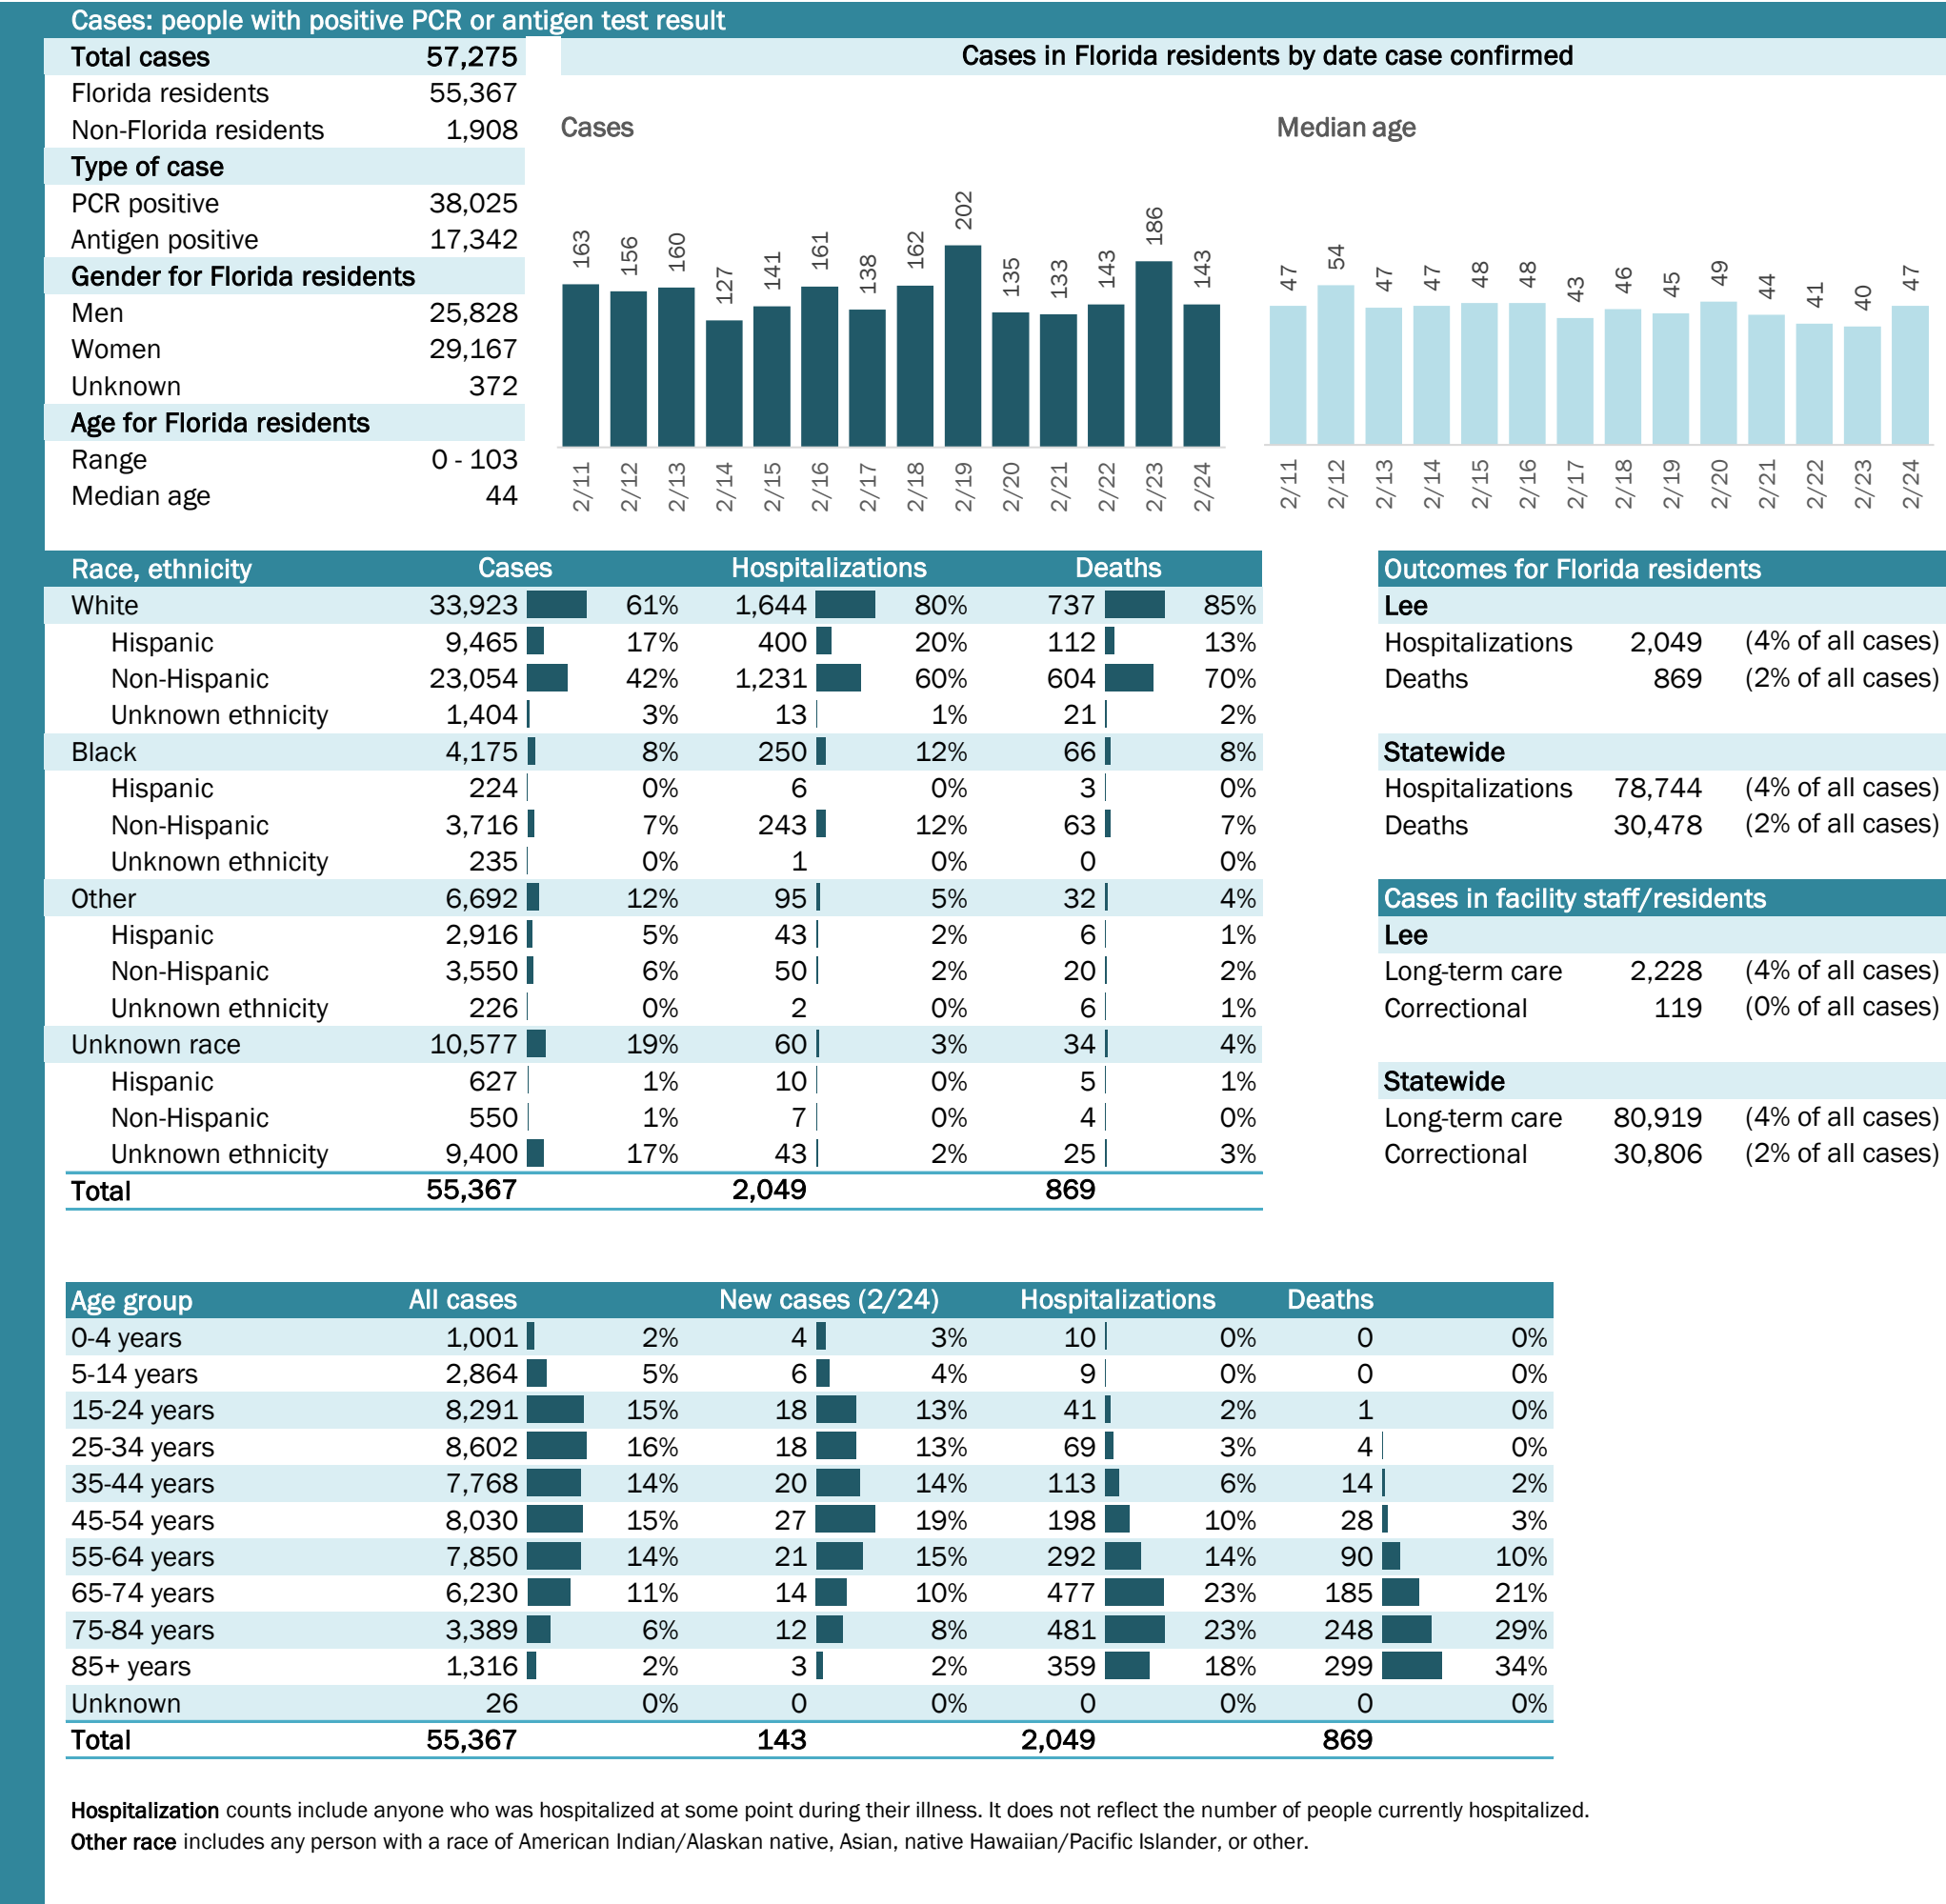 Cases: people with positive PCR or antigen test result
Total cases 57,275
Florida residents 55,367
Non-Florida residents 1,908
Type of case
PCR positive 38,025
Antigen positive 17,342
Gender for Florida residents
Men 25,828
Women 29,167
Unknown 372
Age for Florida residents
Range 0 - 103
Median age 44
Cases in Florida residents by date case confirmed
Cases
163 156 160 127 141 161 138 162 202 135 133 143 186 143
2/11 2/12 2/13 2/14 2/15 2/16 2/17 2/18 2/19 2/20 2/21 2/22 2/23 2/24
Median age
47 54 47 47 48 48 43 46 45 49 44 41 40 47
2/11 2/12 2/13 2/14 2/15 2/16 2/17 2/18 2/19 2/20 2/21 2/22 2/23 2/24
Race, ethnicity Cases Hospitalizations Deaths
White 33,923 61% 1,644 80% 737 85%
Hispanic 9,465 17% 400 20% 112 13%
Non-Hispanic 23,054 42% 1,231 60% 604 70%
Unknown ethnicity 1,404 3% 13 1% 21 2%
Black 4,175 8% 250 12% 66 8%
Hispanic 224 0% 6 0% 3 0%
Non-Hispanic 3,716 7% 243 12% 63 7%
Unknown ethnicity 235 0% 1 0% 0 0%
Other 6,692 12% 95 5% 32 4%
Hispanic 2,916 5% 43 2% 6 1%
Non-Hispanic 3,550 6% 50 2% 20 2%
Unknown ethnicity 226 0% 2 0% 6 1%
Unknown race 10,577 19% 60 3% 34 4%
Hispanic 627 1% 10 0% 5 1%
Non-Hispanic 550 1% 7 0% 4 0%
Unknown ethnicity 9,400 17% 43 2% 25 3%
Total 55,367 2,049 869
Outcomes for Florida residents
Lee
Hospitalizations 2,049 (4% of all cases)
Deaths 869 (2% of all cases)
Statewide
Hospitalizations 78,744 (4% of all cases)
Deaths 30,478 (2% of all cases)
Cases in facility staff/residents
Lee
Long-term care 2,228 (4% of all cases)
Correctional 119 (0% of all cases)
Statewide
Long-term care 80,919 (4% of all cases)
Correctional 30,806 (2% of all cases)
Age group All cases New cases (2/24) Hospitalizations Deaths
0-4 years 1,001 2% 4 3% 10 0% 0 0%
5-14 years 2,864 5% 6 4% 9 0% 0 0%
15-24 years 8,291 15% 18 13% 41 2% 1 0%
25-34 years 8,602 16% 18 13% 69 3% 4 0%
35-44 years 7,768 14% 20 14% 113 6% 14 2%
45-54 years 8,030 15% 27 19% 198 10% 28 3%
55-64 years 7,850 14% 21 15% 292 14% 90 10%
65-74 years 6,230 11% 14 10% 477 23% 185 21%
75-84 years 3,389 6% 12 8% 481 23% 248 29%
85+ years 1,316 2% 3 2% 359 18% 299 34%
Unknown 26 0% 0 0% 0 0% 0 0%
Total 55,367 143 2,049 869
Hospitalization counts include anyone who was hospitalized at some point during their illness. It does not reflect the number of people currently hospitalized.
Other race includes any person with a race of American Indian/Alaskan native, Asian, native Hawaiian/Pacific Islander, or other.